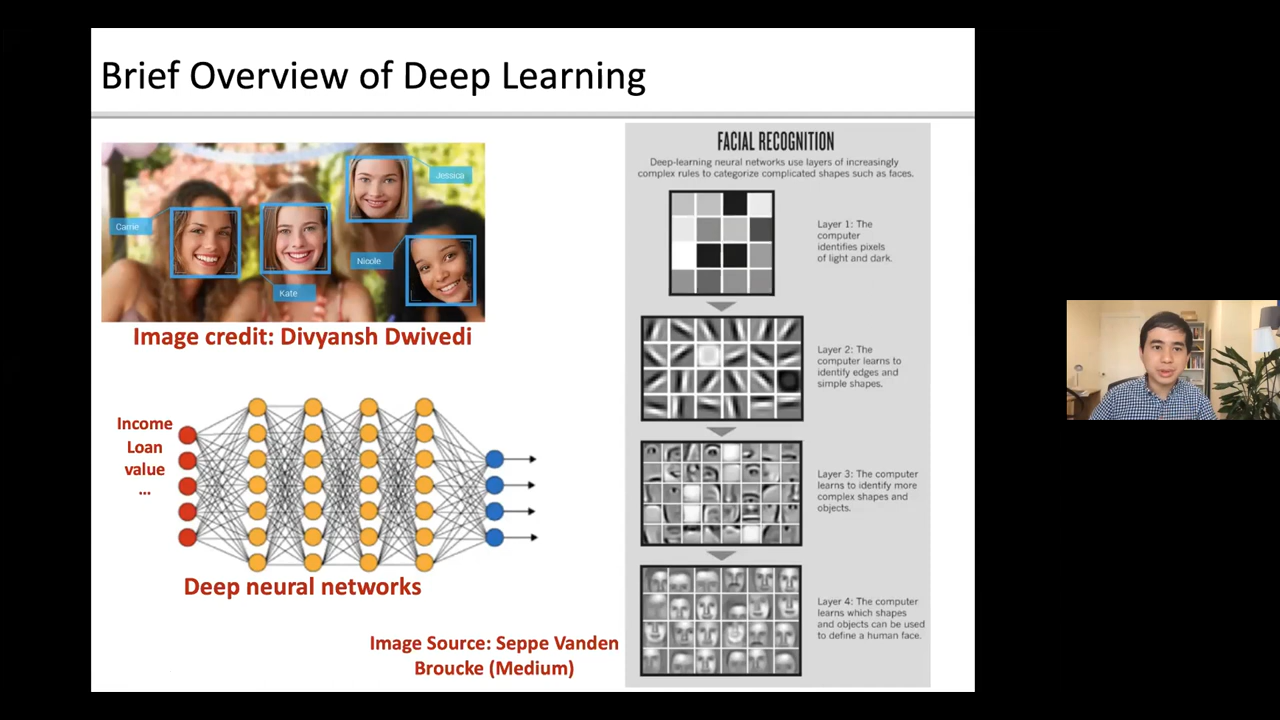 Brief Overview of Deep Learning
Jessica
Carrie
Nicole
Kate
Image credit: Divyansh Dwivedi
Income
Loan
value
...
Deep neural networks
Image Source: Seppe Vanden
Broucke (Medium)
FACIAL RECOGNITION
Deep-learning neural networks use layers of increasingly
complex rules to categorize complicated shapes such as faces.
Layer 1: The
computer
identifies pixels
of light and dark.
Layer 2: The
computer learns to
identify edges and
simple shapes.
Layer 3: The computer
learns to identify more
complex shapes and
objects.
Layer 4: The computer
learns which shapes
and objects can be used
to define a human face.